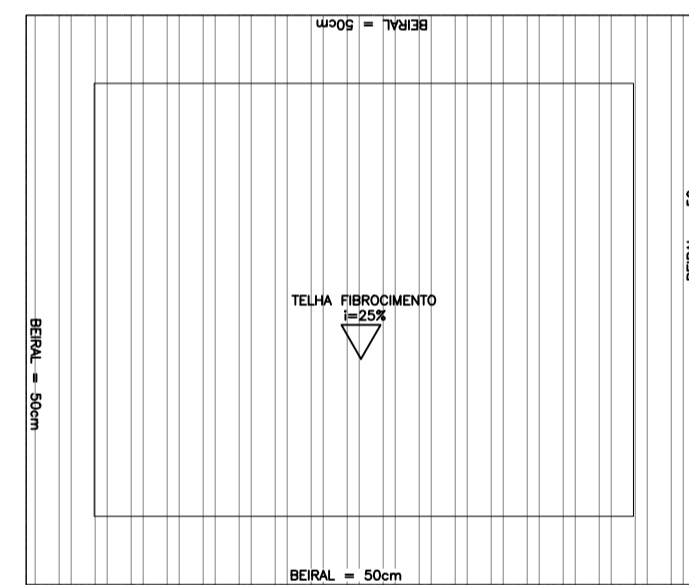 BEIRAL = 50cm
TELHA FIBROCIMENTO
i=25%
BEIRAL = 50cm
BEIRAL = 50cm